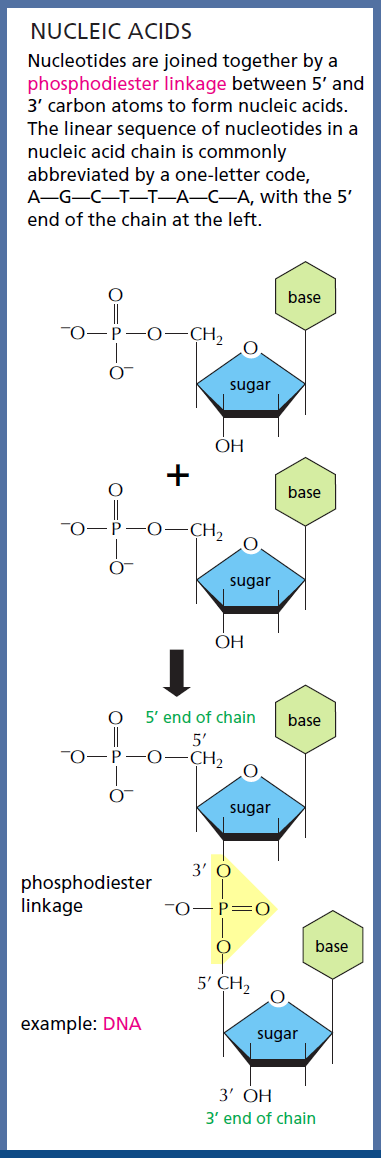 NUCLEIC ACIDS
Nucleotides are joined together by a
phosphodiester linkage between 5′ and
3′ carbon atoms to form nucleic acids.
The linear sequence of nucleotides in a
nucleic acid chain is commonly
abbreviated by a one-letter code,
A—G—C—T—T—A—C—A, with the 5′
end of the chain at the left.
base
O
⁻O—P—O—CH₂
O
O⁻
sugar
OH
+
base
O
⁻O—P—O—CH₂
O
O⁻
sugar
OH
O
5′ end of chain
base
5′
⁻O—P—O—CH₂
O
O⁻
sugar
3′ O
phosphodiester
linkage
⁻O—P=O
O
base
5′ CH₂
O
example: DNA
sugar
3′ OH
3′ end of chain